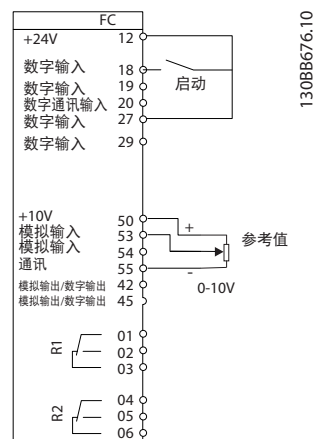 FC
+24V 12
数字输入 18
数字输入 19
数字通讯输入 20
数字输入 27
数字输入 29
启动
+10V 50
模拟输入 53
模拟输入 54
通讯 55
模拟输出/数字输出 42
模拟输出/数字输出 45
+
参考值
-
0-10V
R1
01
02
03
R2
04
05
06
130BB676.10